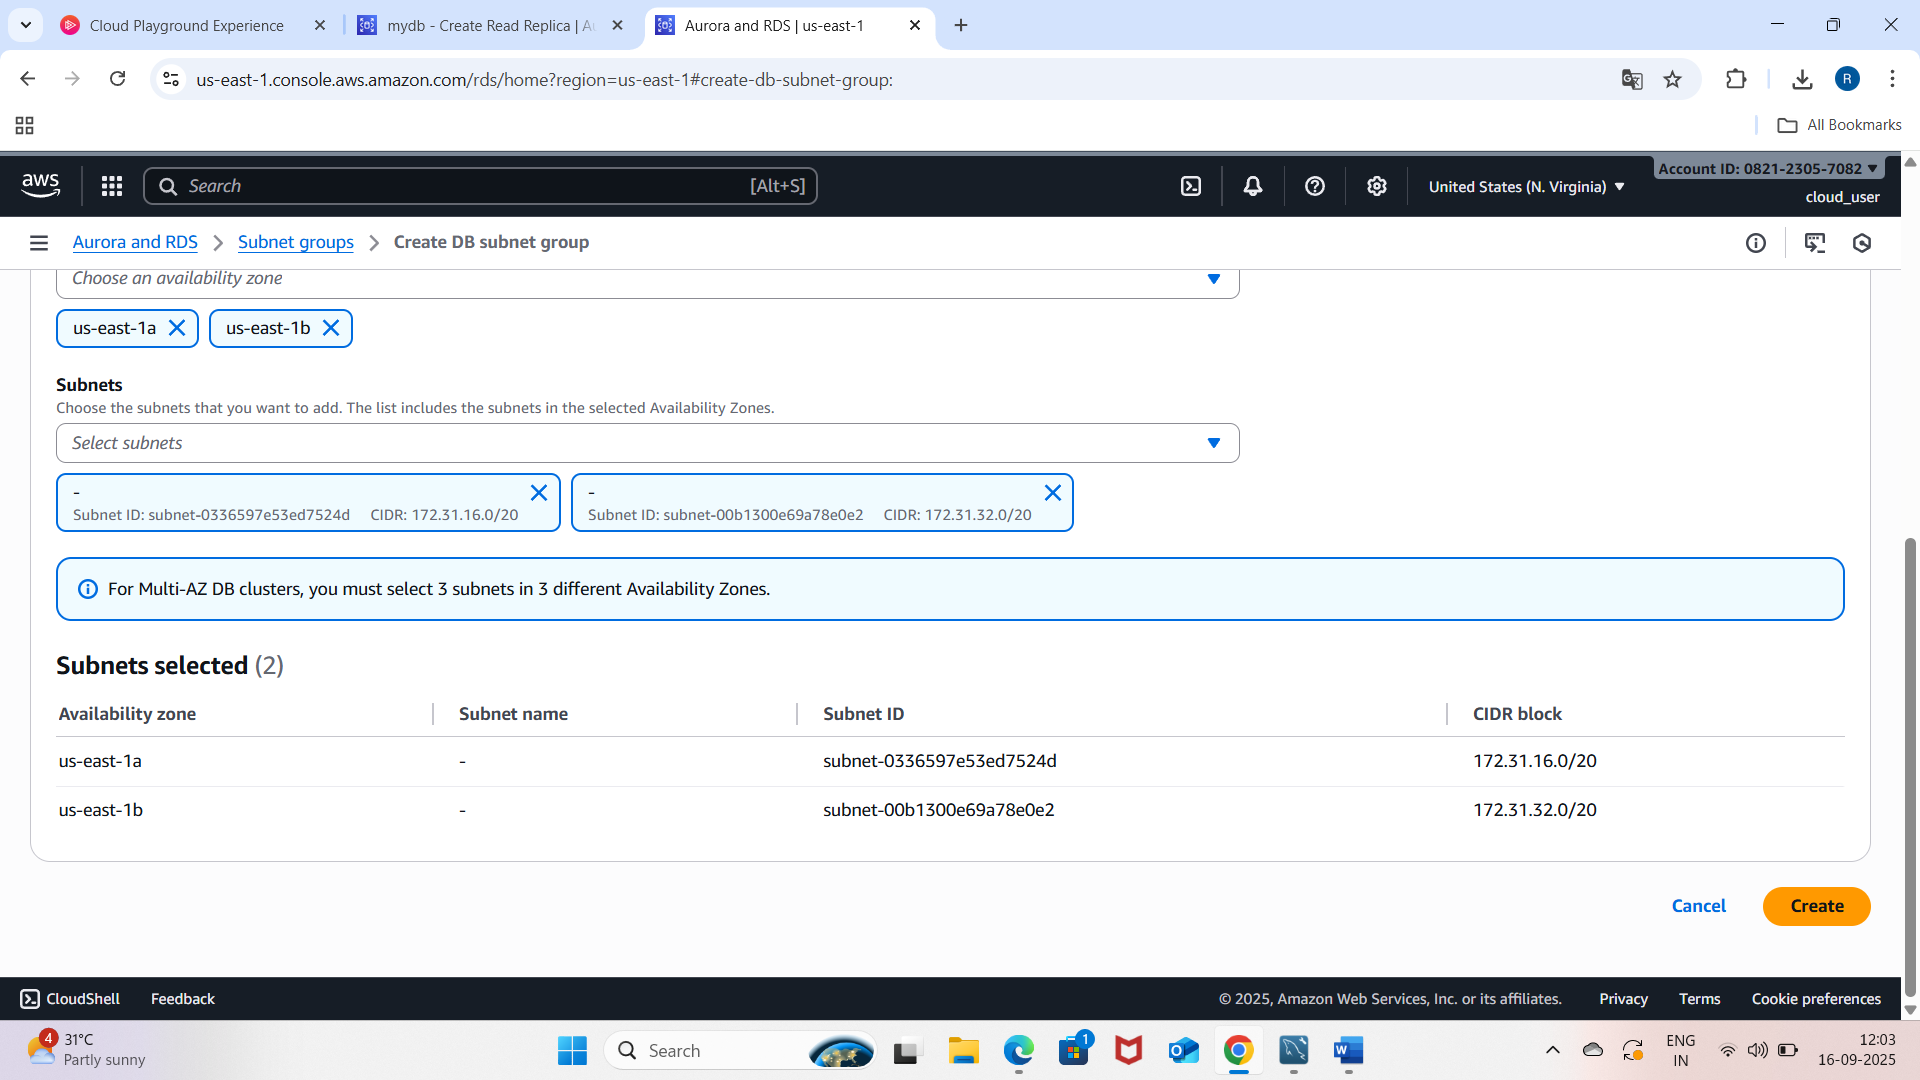 Cloud Playground Experience
mydb - Create Read Replica | Au
Aurora and RDS | us-east-1
us-east-1.console.aws.amazon.com/rds/home?region=us-east-1#create-db-subnet-group:
R
All Bookmarks
aws
Search
[Alt+S]
United States (N. Virginia)
Account ID: 0821-2305-7082
cloud_user
Aurora and RDS
Subnet groups
Create DB subnet group
Choose an availability zone
us-east-1a
us-east-1b
Subnets
Choose the subnets that you want to add. The list includes the subnets in the selected Availability Zones.
Select subnets
-
Subnet ID: subnet-0336597e53ed7524d CIDR: 172.31.16.0/20
-
Subnet ID: subnet-00b1300e69a78e0e2 CIDR: 172.31.32.0/20
For Multi-AZ DB clusters, you must select 3 subnets in 3 different Availability Zones.
Subnets selected (2)
Availability zone Subnet name Subnet ID CIDR block
us-east-1a - subnet-0336597e53ed7524d 172.31.16.0/20
us-east-1b - subnet-00b1300e69a78e0e2 172.31.32.0/20
Cancel
Create
CloudShell
Feedback
© 2025, Amazon Web Services, Inc. or its affiliates.
Privacy
Terms
Cookie preferences
4
31°C
Partly sunny
Search
1
ENG
IN
12:03
16-09-2025